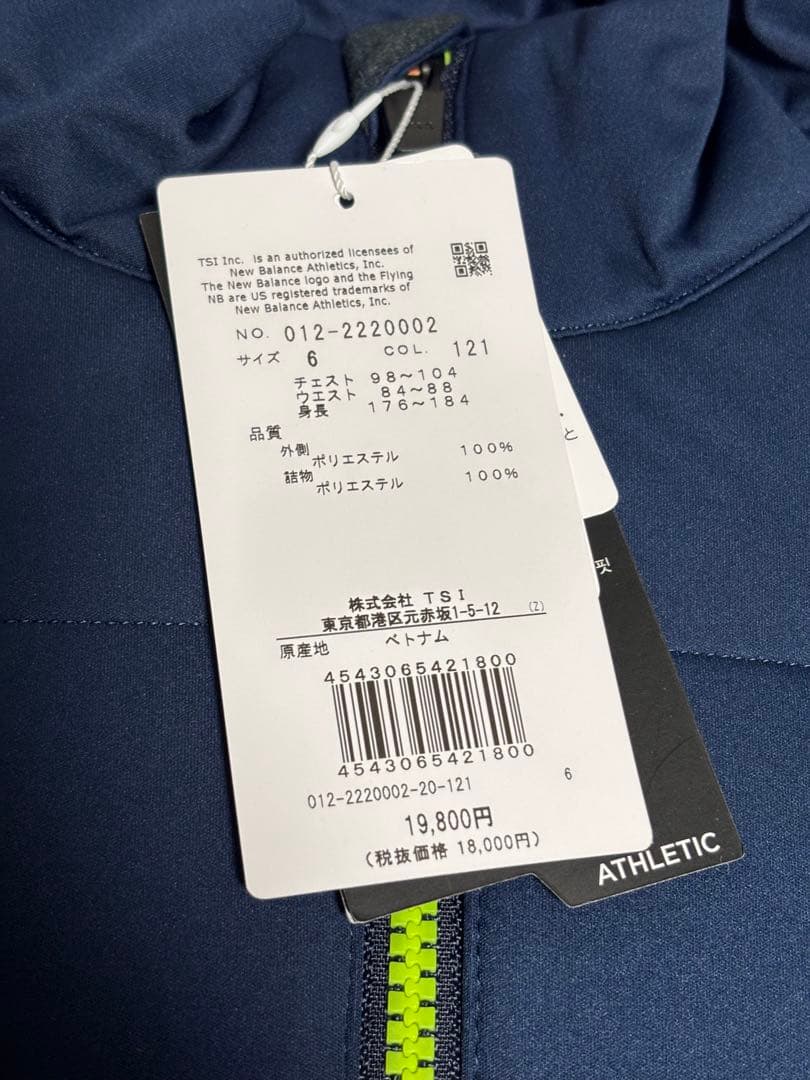 TSI Inc. is an authorized licensees of
New Balance Athletics, Inc.
The New Balance logo and the Flying
NB are US registered trademarks of
New Balance Athletics, Inc.
NO. 012-2220002
サイズ 6 COL. 121
チェスト 98～104
ウエスト 84～88
身長 176～184
品質
外側 ポリエステル 100%
詰物 ポリエステル 100%
株式会社 TSI
東京都港区元赤坂1-5-12 (Z)
原産地 ベトナム
4543065421800
4543065421800
012-2220002-20-121 6
19,800円
(税抜価格 18,000円)
と
핏
ATHLETIC